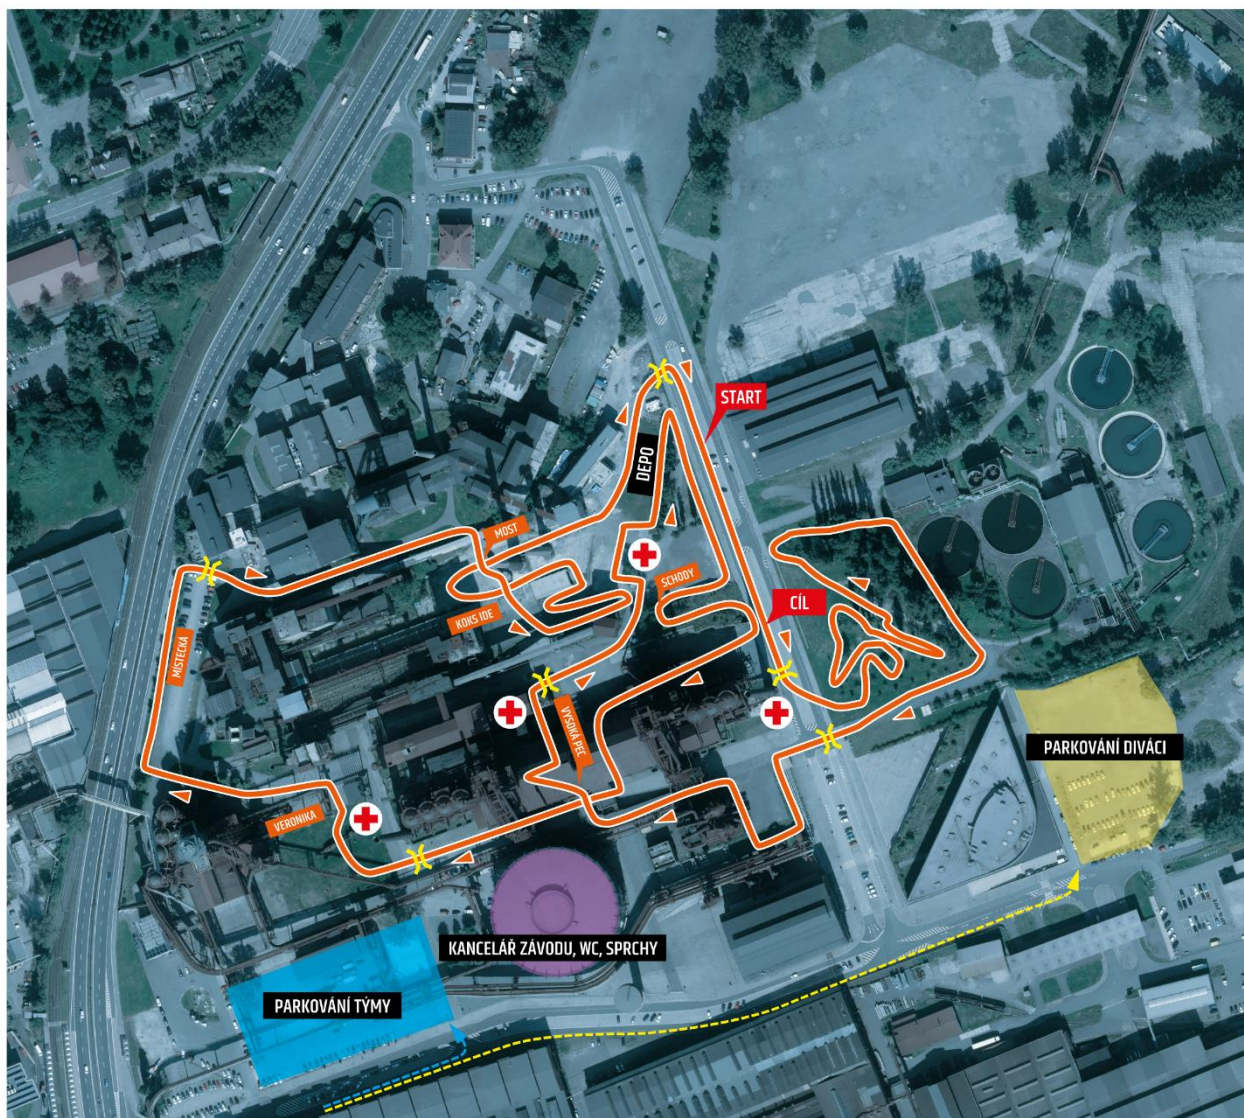 START
DEPO
MOST
SCHODY
CÍL
KOKS IDE
MÍSTECKÁ
VYSOKÁ PEC
PARKOVÁNÍ DIVÁCI
VERONIKA
KANCELÁŘ ZÁVODU, WC, SPRCHY
PARKOVÁNÍ TÝMY